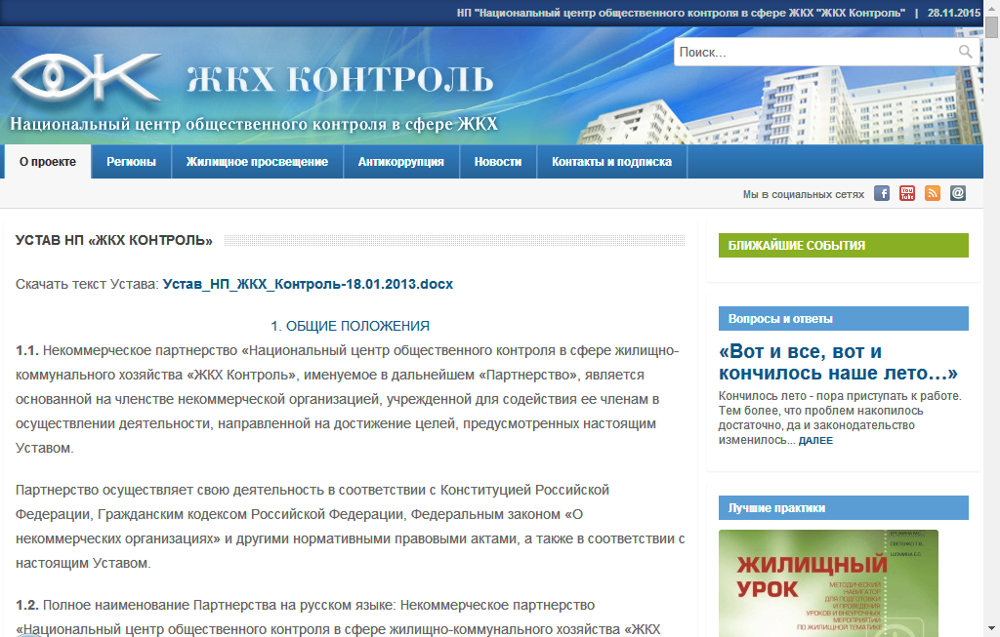 НП "Национальный центр общественного контроля в сфере ЖКХ "ЖКХ Контроль" | 28.11.2015
Поиск...
ЖКХ КОНТРОЛЬ
Национальный центр общественного контроля в сфере ЖКХ
О проекте Регионы Жилищное просвещение Антикоррупция Новости Контакты и подписка
Мы в социальных сетях
УСТАВ НП «ЖКХ КОНТРОЛЬ»
Скачать текст Устава: Устав_НП_ЖКХ_Контроль-18.01.2013.docx
1. ОБЩИЕ ПОЛОЖЕНИЯ
1.1. Некоммерческое партнерство «Национальный центр общественного контроля в сфере жилищно-
коммунального хозяйства «ЖКХ Контроль», именуемое в дальнейшем «Партнерство», является
основанной на членстве некоммерческой организацией, учрежденной для содействия ее членам в
осуществлении деятельности, направленной на достижение целей, предусмотренных настоящим
Уставом.
Партнерство осуществляет свою деятельность в соответствии с Конституцией Российской
Федерации, Гражданским кодексом Российской Федерации, Федеральным законом «О
некоммерческих организациях» и другими нормативными правовыми актами, а также в соответствии с
настоящим Уставом.
1.2. Полное наименование Партнерства на русском языке: Некоммерческое партнерство
«Национальный центр общественного контроля в сфере жилищно-коммунального хозяйства «ЖКХ
БЛИЖАЙШИЕ СОБЫТИЯ
Вопросы и ответы
«Вот и все, вот и
кончилось наше лето...»
Кончилось лето - пора приступать к работе.
Тем более, что проблем накопилось
достаточно, да и законодательство
изменилось... ДАЛЕЕ
Лучшие практики
ЖИЛИЩНЫЙ
УРОК
МЕТОДИЧЕСКИЙ
НАВИГАТОР
ДЛЯ ПОДГОТОВКИ
И ПРОВЕДЕНИЯ
УРОКОВ И ВНЕУРОЧНЫХ
МЕРОПРИЯТИЙ
ПО ЖИЛИЩНОЙ ТЕМАТИКЕ